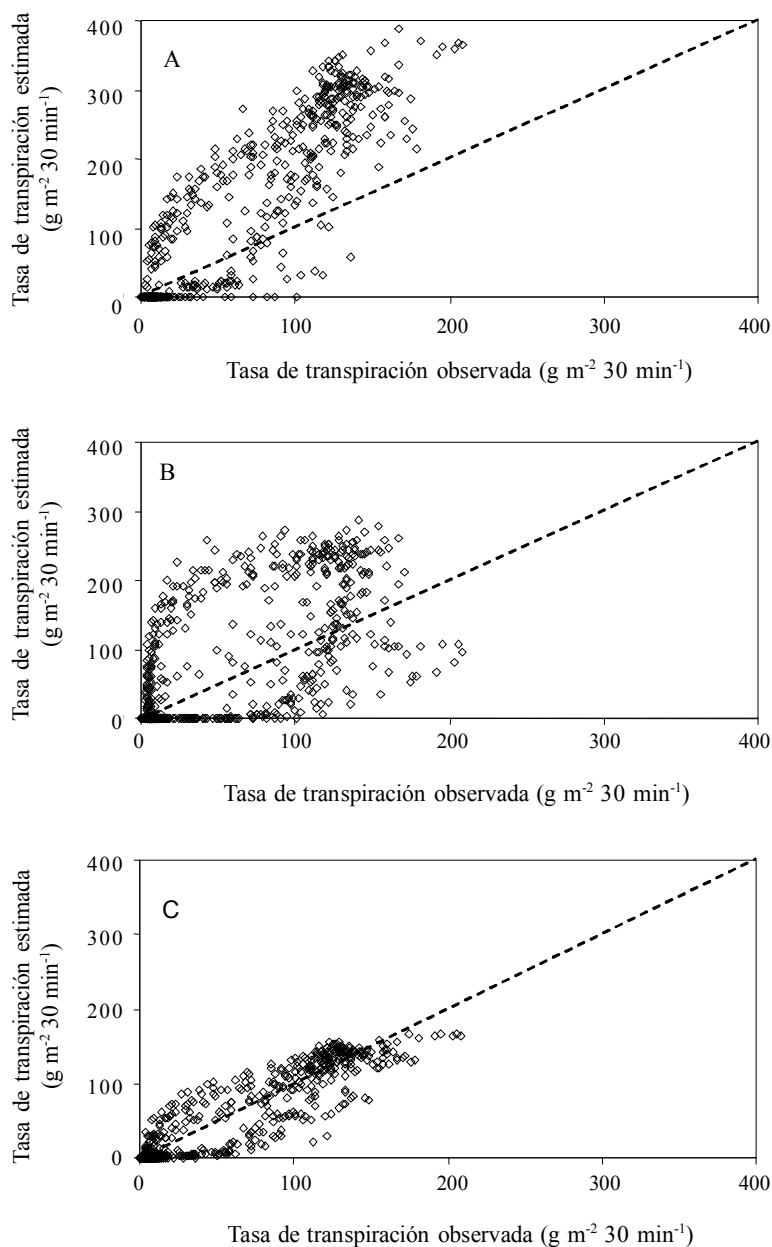 A
400
300
200
100
0
Tasa de transpiración estimada
(g m-2 30 min-1)
0 100 200 300 400
Tasa de transpiración observada (g m-2 30 min-1)
B
400
300
200
100
0
Tasa de transpiración estimada
(g m-2 30 min-1)
0 100 200 300 400
Tasa de transpiración observada (g m-2 30 min-1)
C
400
300
200
100
0
Tasa de transpiración estimada
(g m-2 30 min-1)
0 100 200 300 400
Tasa de transpiración observada (g m-2 30 min-1)